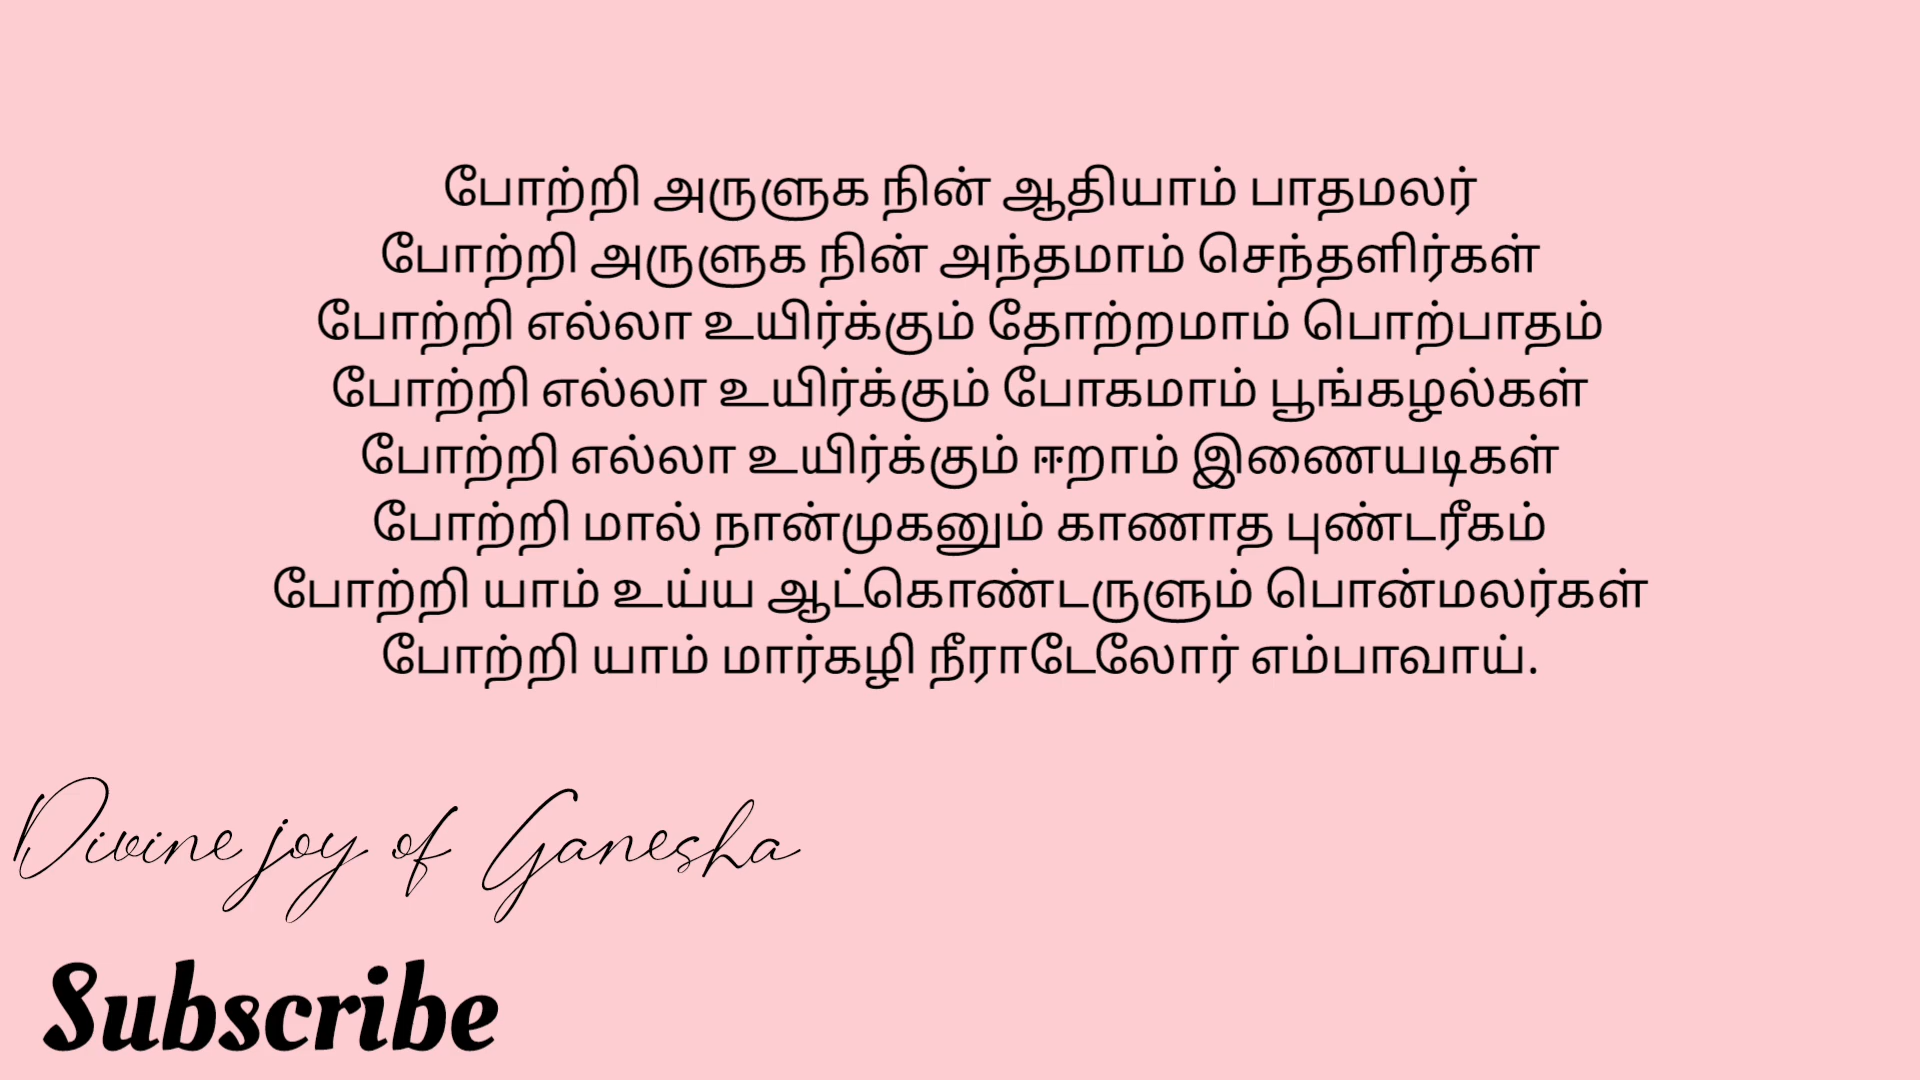 போற்றி அருளுக நின் ஆதியாம் பாதமலர்
போற்றி அருளுக நின் அந்தமாம் செந்தளிர்கள்
போற்றி எல்லா உயிர்க்கும் தோற்றமாம் பொற்பாதம்
போற்றி எல்லா உயிர்க்கும் போகமாம் பூங்கழல்கள்
போற்றி எல்லா உயிர்க்கும் ஈறாம் இணையடிகள்
போற்றி மால் நான்முகனும் காணாத புண்டரீகம்
போற்றி யாம் உய்ய ஆட்கொண்டருளும் பொன்மலர்கள்
போற்றி யாம் மார்கழி நீராடேலோர் எம்பாவாய்.
Divine joy of Ganesha
Subscribe